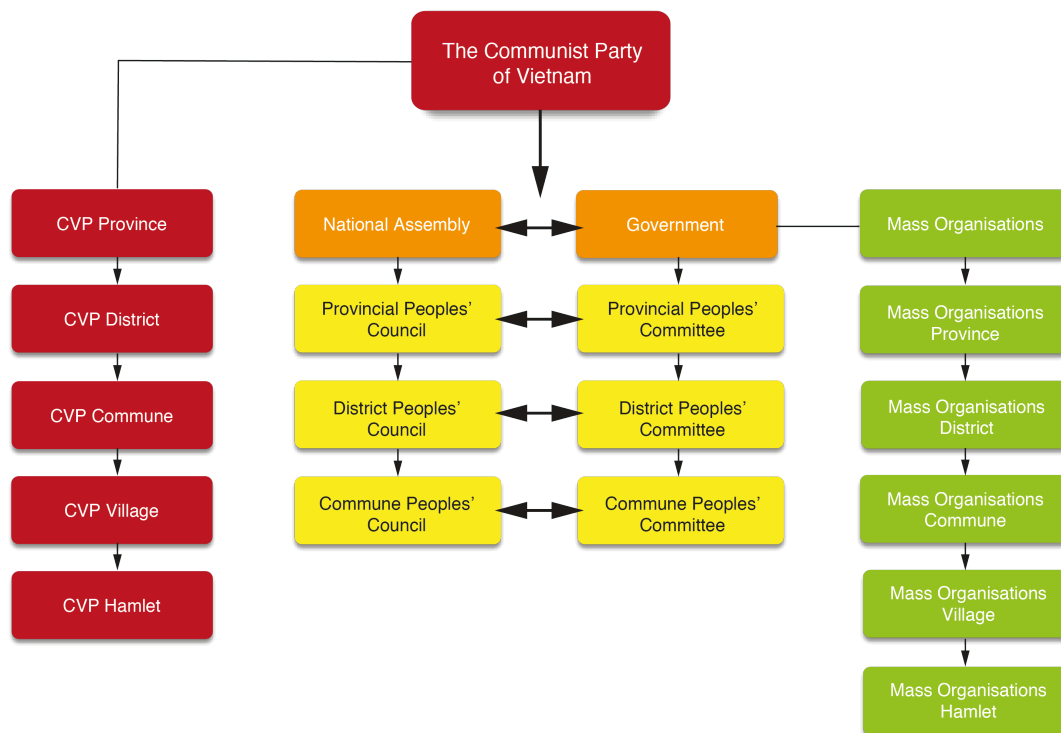 The Communist Party
of Vietnam
CVP Province
National Assembly
Government
Mass Organisations
CVP District
Provincial Peoples’
Council
Provincial Peoples’
Committee
Mass Organisations
Province
CVP Commune
District Peoples’
Council
District Peoples’
Committee
Mass Organisations
District
CVP Village
Commune Peoples’
Council
Commune Peoples’
Committee
Mass Organisations
Commune
CVP Hamlet
Mass Organisations
Village
Mass Organisations
Hamlet